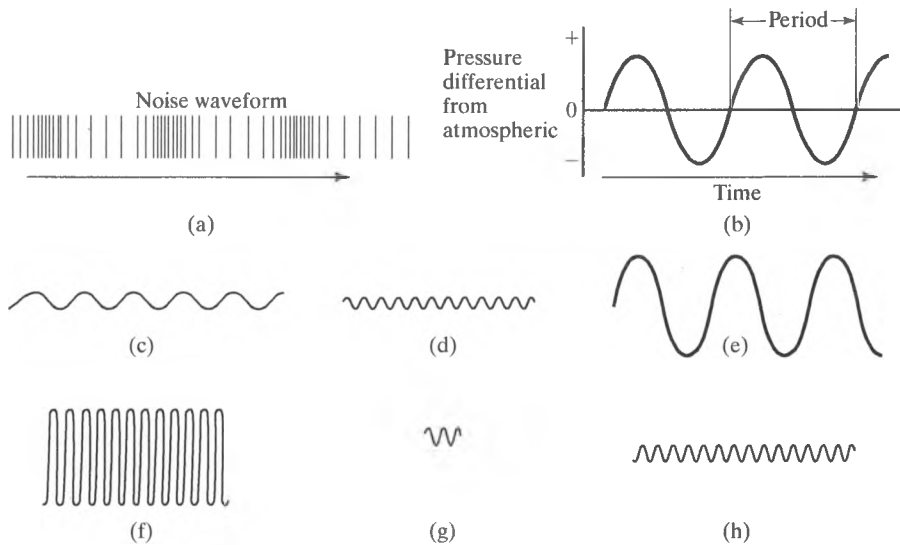 Noise waveform
(a)
Period
Pressure
differential
from
atmospheric
+
0
−
Time
(b)
(c)
(d)
(e)
(f)
(g)
(h)